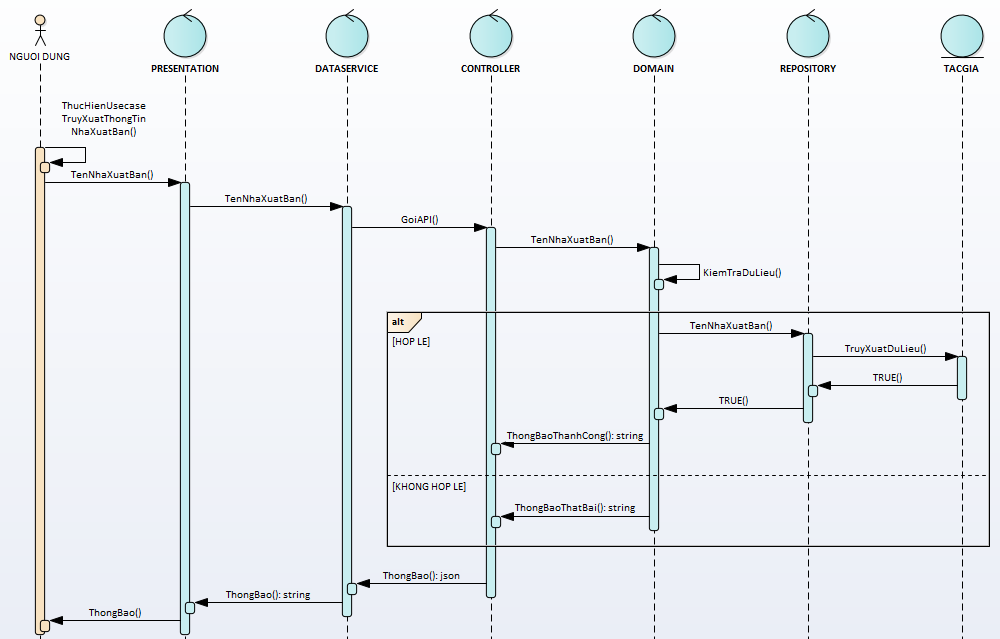 NGUOI DUNG
PRESENTATION
DATASERVICE
CONTROLLER
DOMAIN
REPOSITORY
TACGIA
ThucHienUsecase
TruyXuatThongTin
NhaXuatBan()
TenNhaXuatBan()
TenNhaXuatBan()
GoiAPI()
TenNhaXuatBan()
KiemTraDuLieu()
alt
TenNhaXuatBan()
[HOP LE]
TruyXuatDuLieu()
TRUE()
TRUE()
ThongBaoThanhCong(): string
[KHONG HOP LE]
ThongBaoThatBai(): string
ThongBao(): json
ThongBao(): string
ThongBao()